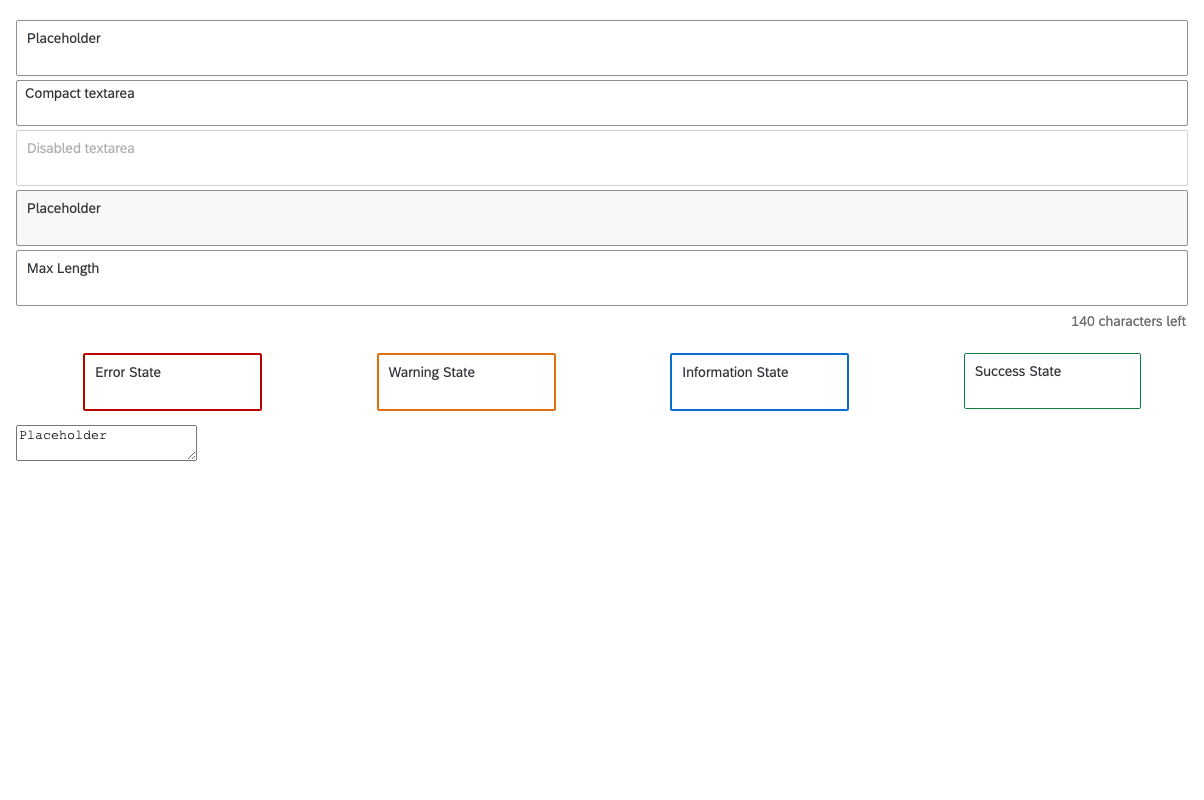 Placeholder
Compact textarea
Disabled textarea
Placeholder
Max Length
140 characters left
Error State
Warning State
Information State
Success State
Placeholder